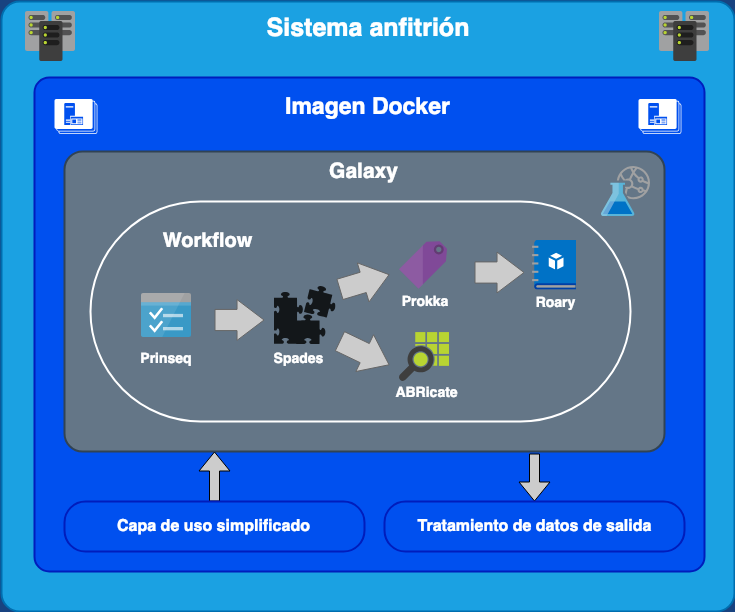 Sistema anfitrión
Imagen Docker
Galaxy
Workflow
Prinseq
Spades
Prokka
Roary
ABRicate
Capa de uso simplificado
Tratamiento de datos de salida